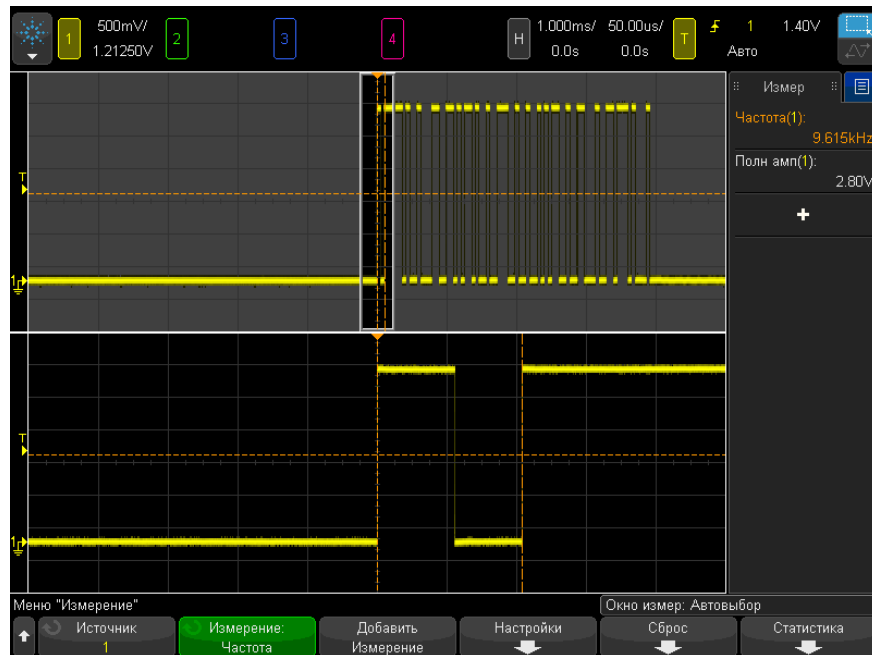 500mV/ 1.000ms/ 50.00us/ 1 1.40V
1 2 3 4 H T
1.21250V 0.0s 0.0s Авто
Измер
Частота(1):
9.615kHz
Полн амп(1):
2.80V
+
T
1
T
1
Меню "Измерение" Окно измер: Автовыбор
Источник Измерение: Добавить Настройки Сброс Статистика
1 Частота Измерение